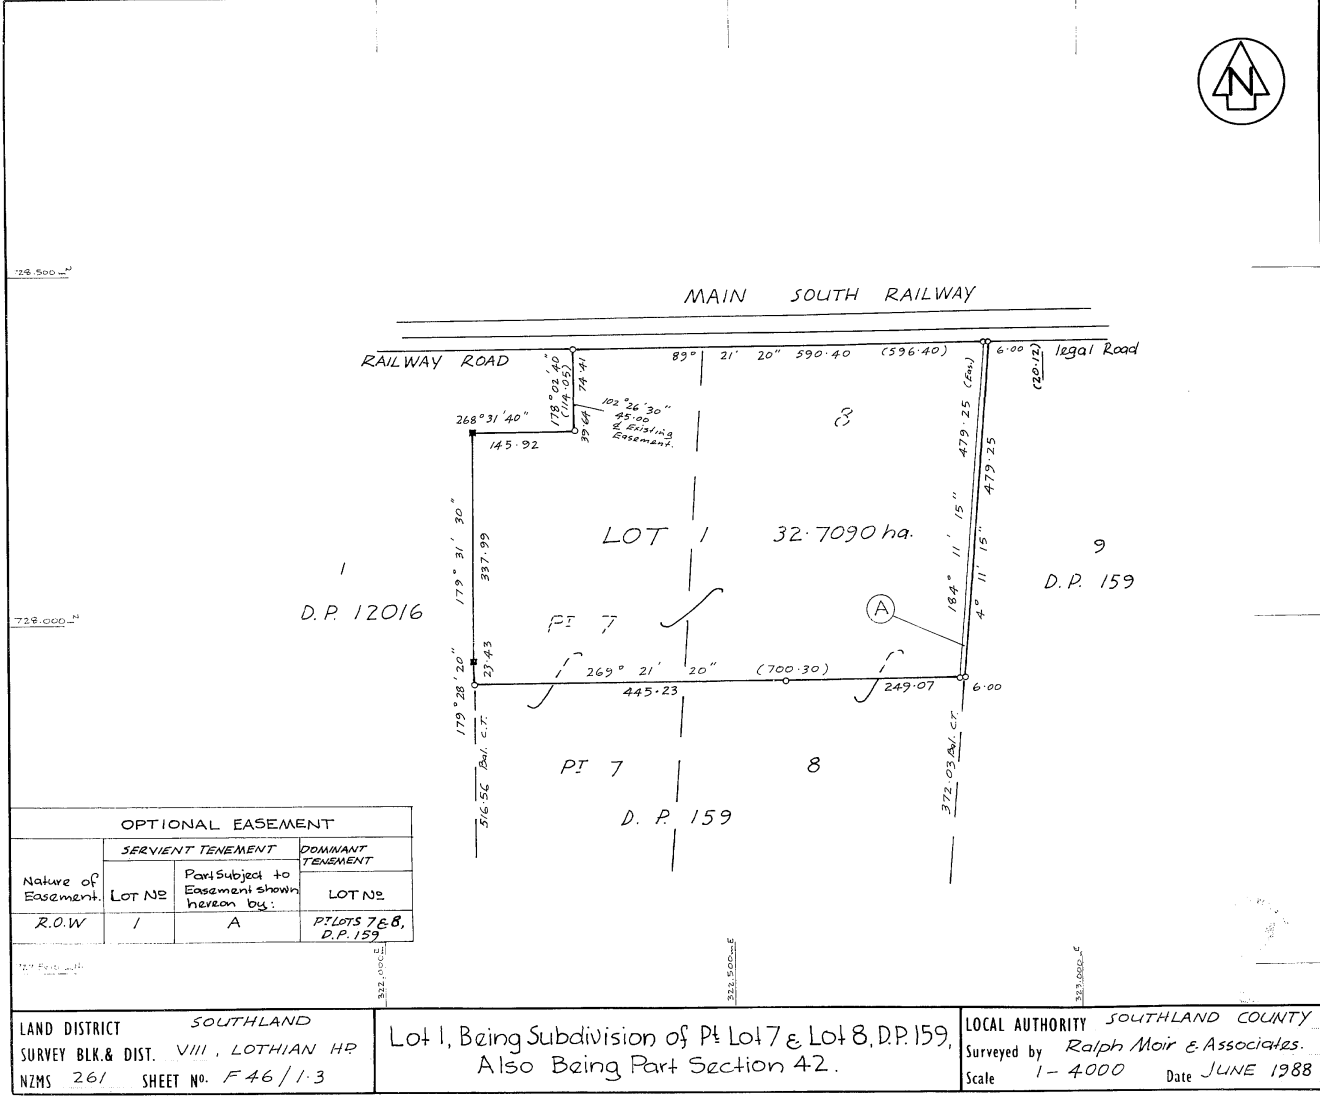 N
728.500 mN
MAIN SOUTH RAILWAY
RAILWAY ROAD
89° 21' 20" 590.40 (596.40)
6.00
(20.12)
legal Road
178° 02' 40"
(114.05)
74.41
39.64
102° 26' 30"
45.00
& Existing
Easement.
268° 31' 40"
145.92
8
479.25 (Eas.)
479.25
184° 11' 15"
4° 11' 15"
179° 31' 30"
337.99
LOT 1 32.7090 ha.
1
D.P. 12016
9
D.P. 159
A
728.000 mN
PT 7
179° 28' 20"
23.43
269° 21' 20" (700.30)
445.23
249.07
6.00
516.56 Bal. C.T.
372.03 Bal. C.T.
PT 7
8
D. P. 159
OPTIONAL EASEMENT
Nature of
Easement.
SERVIENT TENEMENT
DOMINANT
TENEMENT
LOT No
Part Subject to
Easement shown
hereon by:
LOT No
R.O.W
1
A
PT LOTS 7 & 8,
D.P. 159
322.000 E
322.500 mE
323.000 E
LAND DISTRICT SOUTHLAND
SURVEY BLK.& DIST. VIII, LOTHIAN HD
NZMS 261 SHEET No. F46/1.3
Lot 1, Being Subdivision of Pt Lot 7 & Lot 8, D.P. 159,
Also Being Part Section 42.
LOCAL AUTHORITY SOUTHLAND COUNTY
Surveyed by Ralph Moir & Associates.
Scale 1-4000 Date JUNE 1988